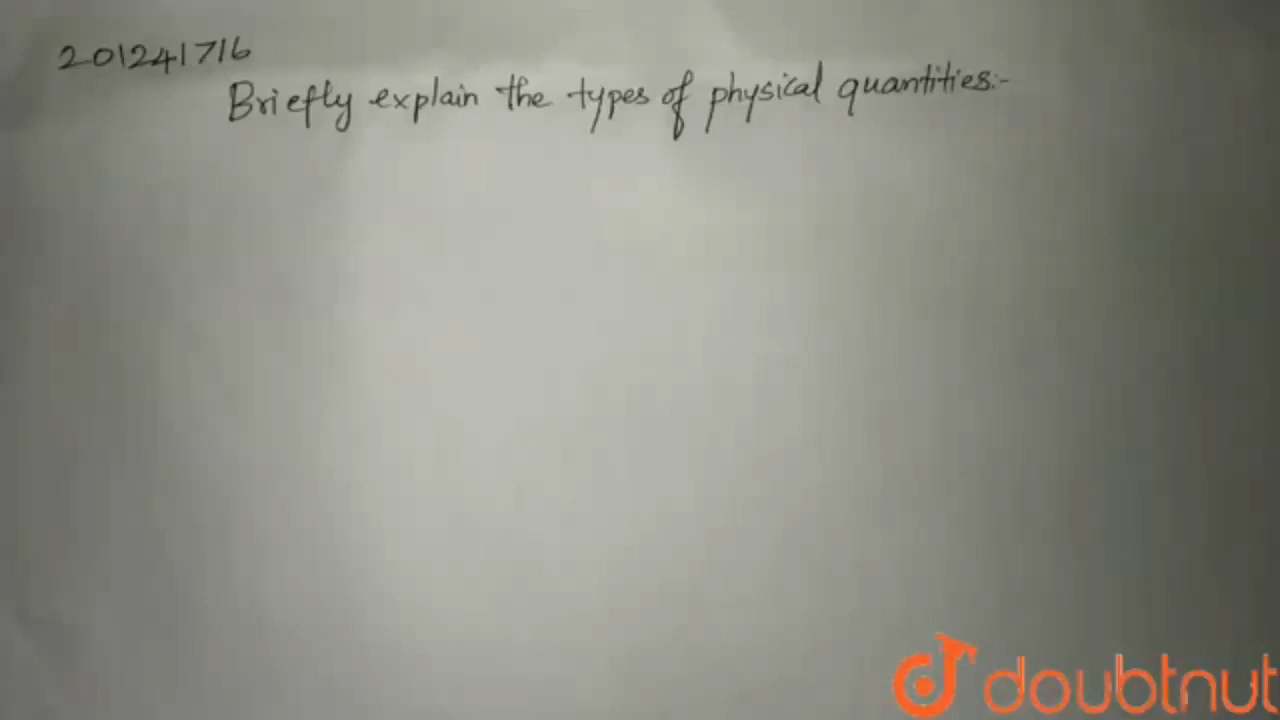 201241716
Briefly explain the types of physical quantities:-
doubtnut